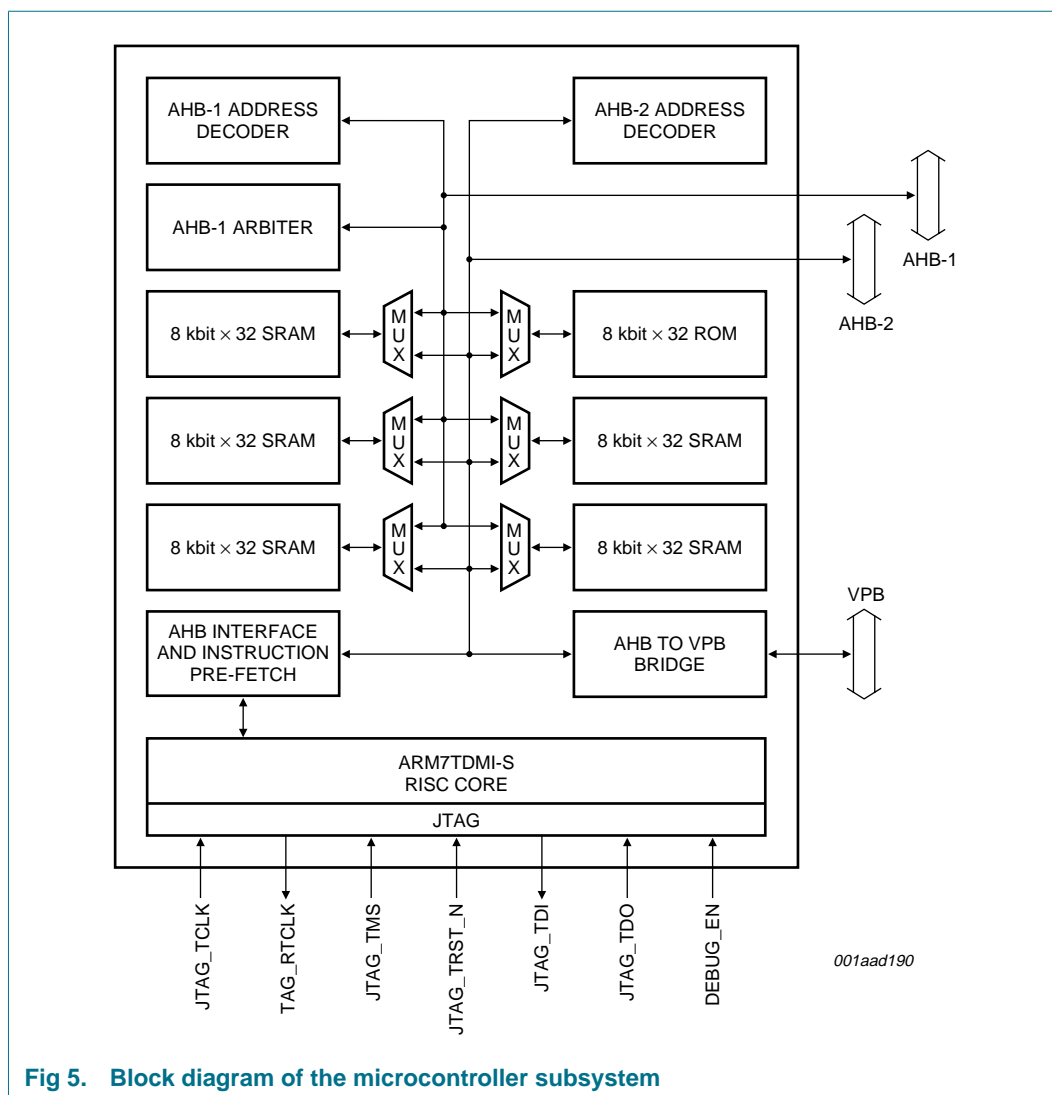 AHB-1 ADDRESS
DECODER
AHB-2 ADDRESS
DECODER
AHB-1 ARBITER
AHB-1
AHB-2
8 kbit × 32 SRAM
MUX
MUX
8 kbit × 32 ROM
8 kbit × 32 SRAM
MUX
MUX
8 kbit × 32 SRAM
8 kbit × 32 SRAM
MUX
MUX
8 kbit × 32 SRAM
VPB
AHB INTERFACE
AND INSTRUCTION
PRE-FETCH
AHB TO VPB
BRIDGE
ARM7TDMI-S
RISC CORE
JTAG
JTAG_TCLK
TAG_RTCLK
JTAG_TMS
JTAG_TRST_N
JTAG_TDI
JTAG_TDO
DEBUG_EN
001aad190
Fig 5. Block diagram of the microcontroller subsystem